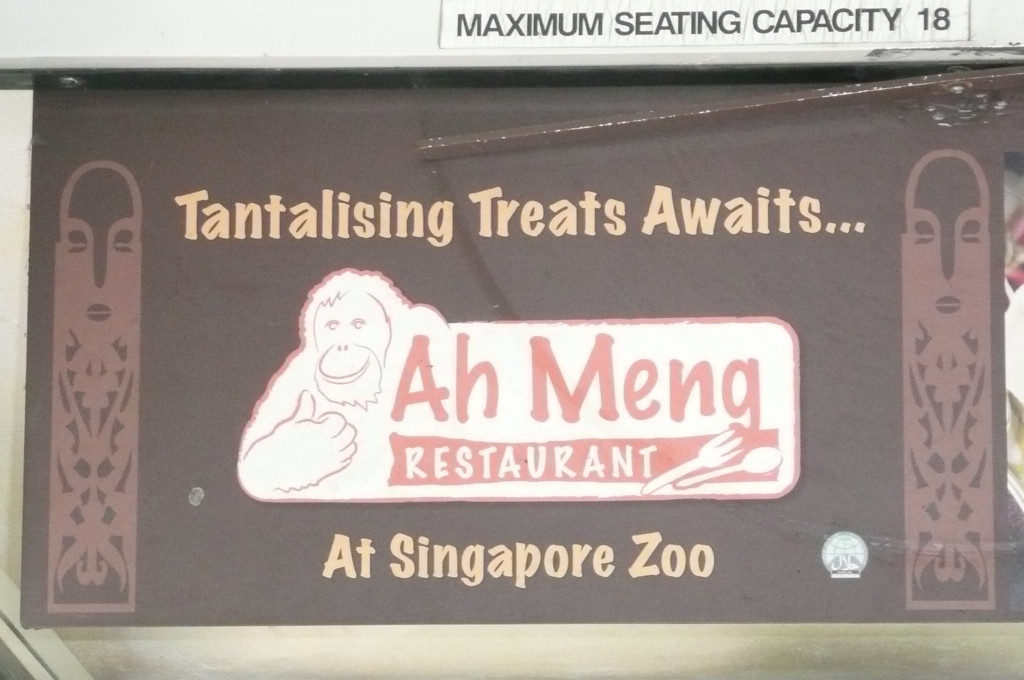 MAXIMUM SEATING CAPACITY 18
Tantalising Treats Awaits...
Ah Meng
RESTAURANT
At Singapore Zoo